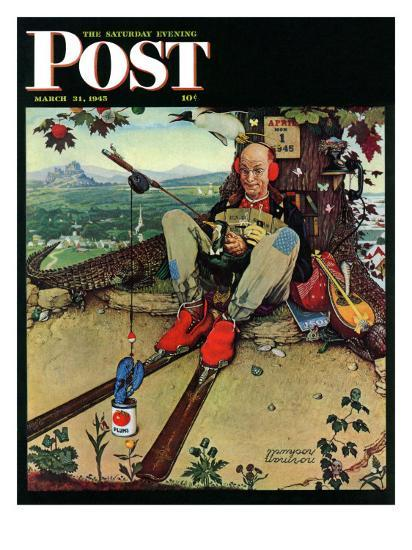 THE SATURDAY EVENING
POST
MARCH 31, 1945 10¢
APRIL
MON
1
1945
PLUMS